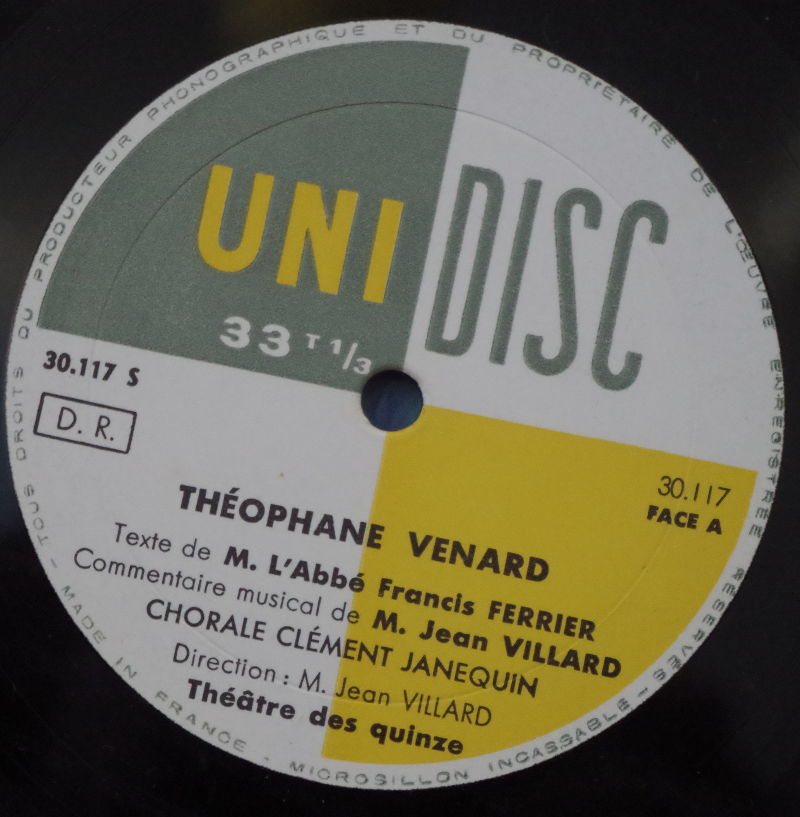 UNI DISC
33 T 1/3
30.117 S
D. R.
30.117
FACE A
THÉOPHANE VENARD
Texte de M. L'Abbé Francis FERRIER
Commentaire musical de M. Jean VILLARD
CHORALE CLÉMENT JANEQUIN
Direction : M. Jean VILLARD
Théâtre des quinze
TOUS DROITS DU PRODUCTEUR PHONOGRAPHIQUE ET DU PROPRIÉTAIRE DE L'ŒUVRE ENREGISTRÉE RÉSERVÉS - MICROSILLON INCASSABLE - MADE IN FRANCE -